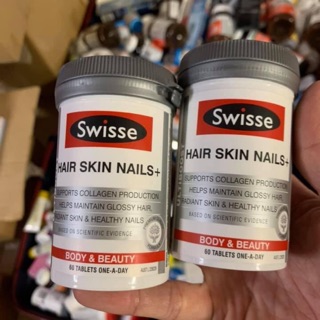 Swisse
HAIR SKIN NAILS+
SUPPORTS COLLAGEN PRODUCTION
HELPS MAINTAIN GLOSSY HAIR
RADIANT SKIN & HEALTHY NAILS
BASED ON SCIENTIFIC EVIDENCE
BODY & BEAUTY
60 TABLETS ONE-A-DAY
Swisse
HAIR SKIN NAILS+
SUPPORTS COLLAGEN PRODUCTION
HELPS MAINTAIN GLOSSY HAIR
RADIANT SKIN & HEALTHY NAILS
BASED ON SCIENTIFIC EVIDENCE
BODY & BEAUTY
60 TABLETS ONE-A-DAY